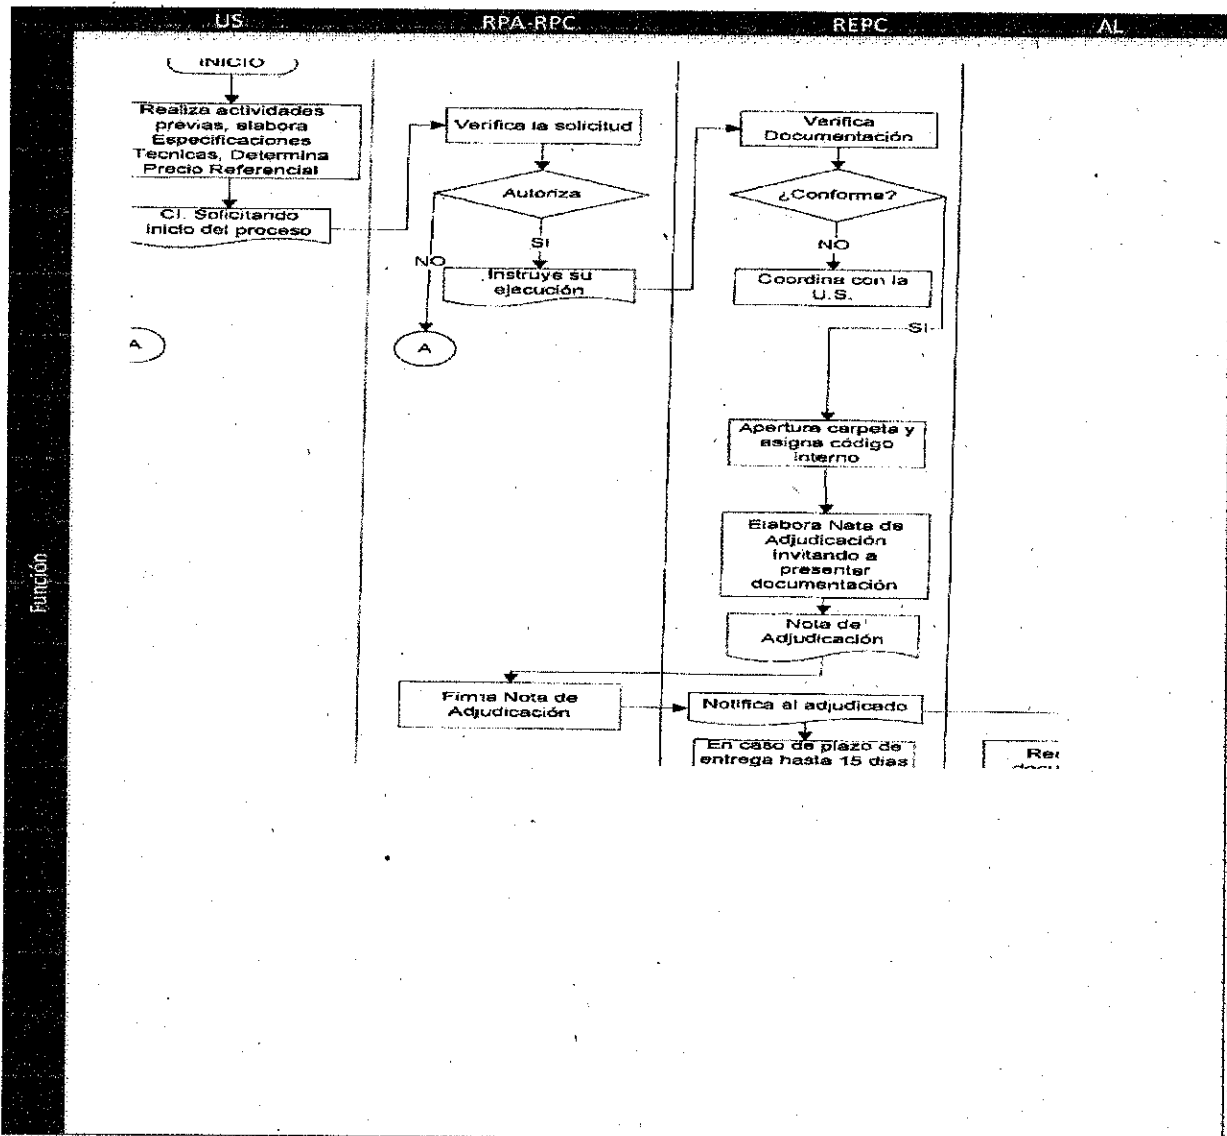 US
RPA-RPC
REPC
AL
Función
INICIO
Realiza actividades
previas, elabora
Especificaciones
Tecnicas, Determina
Precio Referencial
CI. Solicitando
inicio del proceso
A
Verifica la solicitud
Autoriza
SI
NO
Instruye su
ejecución
A
Verifica
Documentación
¿Conforme?
NO
Coordina con la
U.S.
SI
Apertura carpeta y
asigna código
interno
Elabora Nota de
Adjudicación
invitando a
presentar
documentación
Nota de
Adjudicación
Firma Nota de
Adjudicación
Notifica al adjudicado
En caso de plazo de
entrega hasta 15 dias